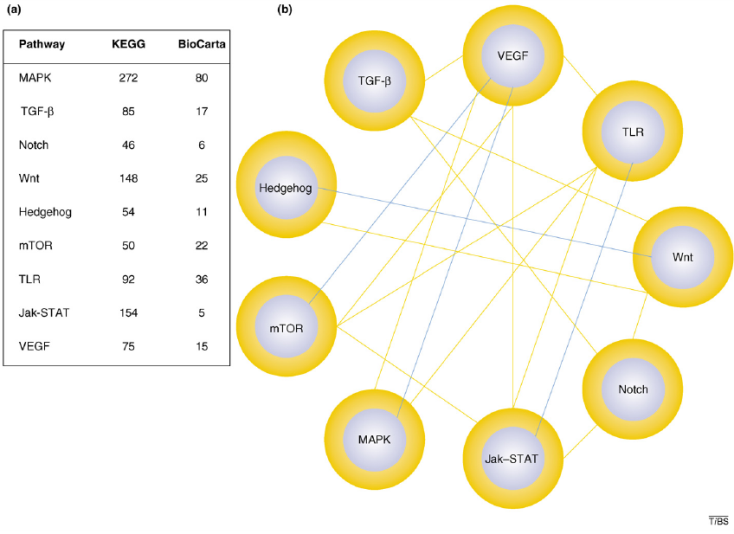 (a)
Pathway KEGG BioCarta
MAPK 272 80
TGF-β 85 17
Notch 46 6
Wnt 148 25
Hedgehog 54 11
mTOR 50 22
TLR 92 36
Jak-STAT 154 5
VEGF 75 15
(b)
VEGF
TGF-β
TLR
Hedgehog
Wnt
mTOR
Notch
MAPK
Jak–STAT
TiBS